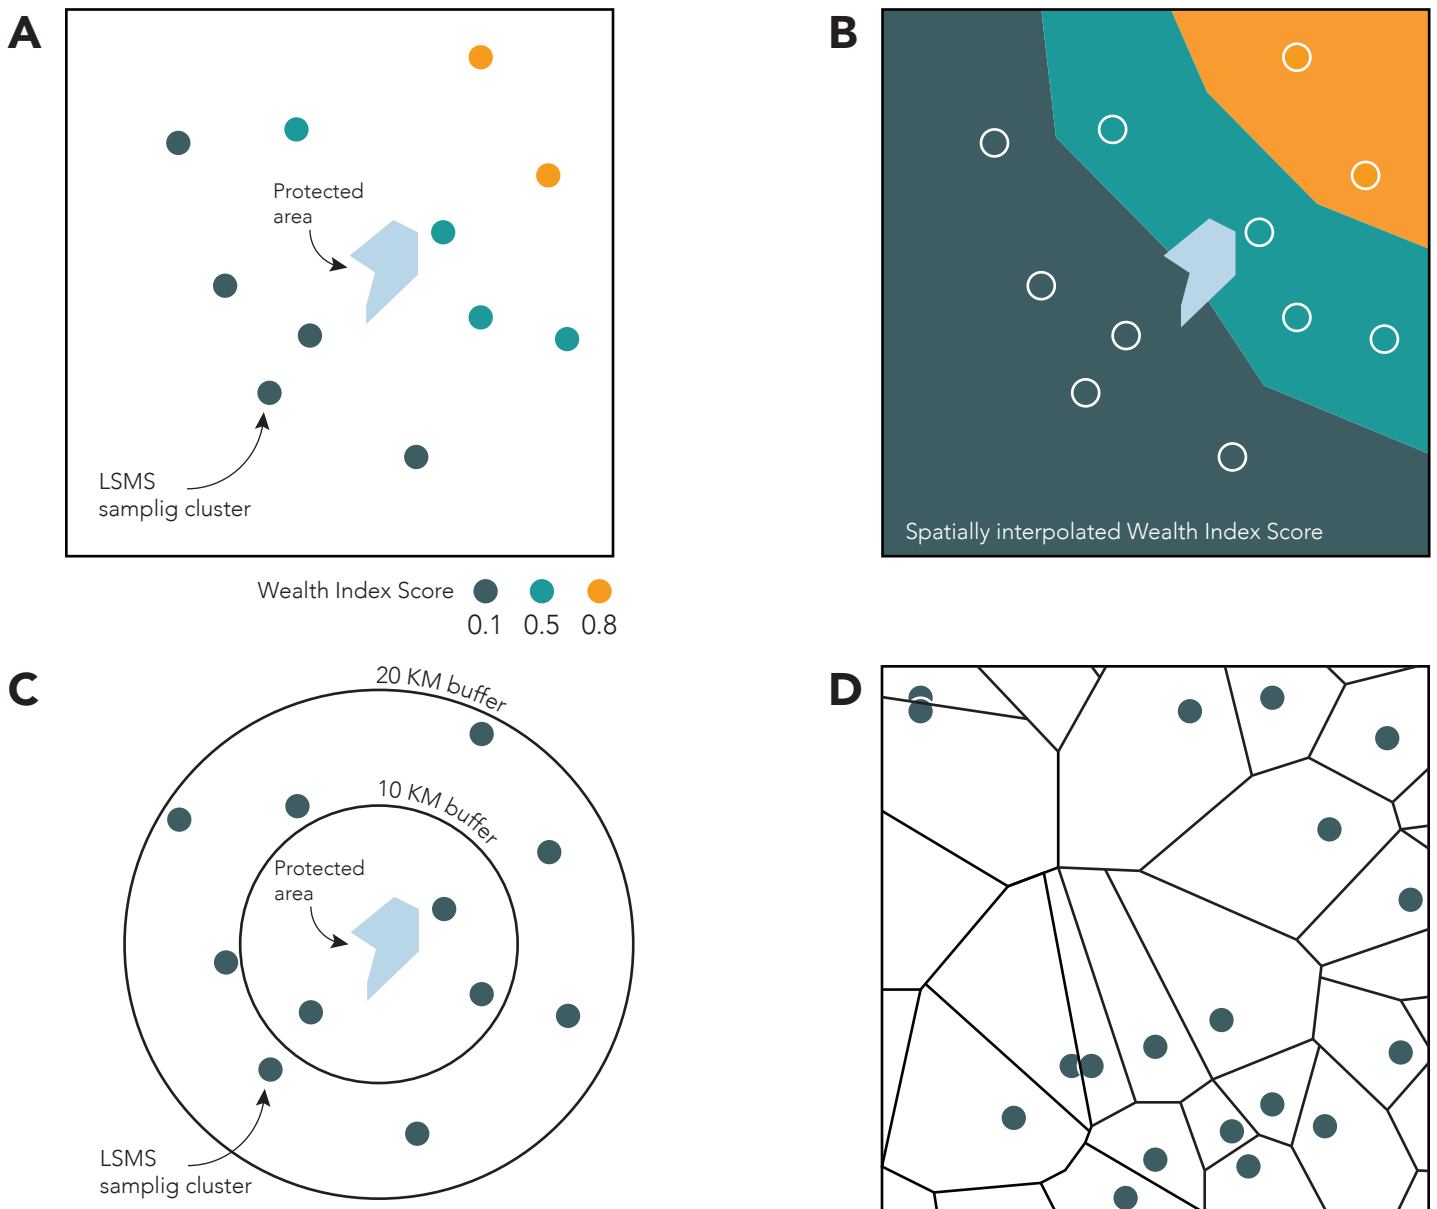 A
Protected
area
LSMS
samplig cluster
Wealth Index Score
0.1 0.5 0.8
B
Spatially interpolated Wealth Index Score
C
20 KM buffer
10 KM buffer
Protected
area
LSMS
samplig cluster
D